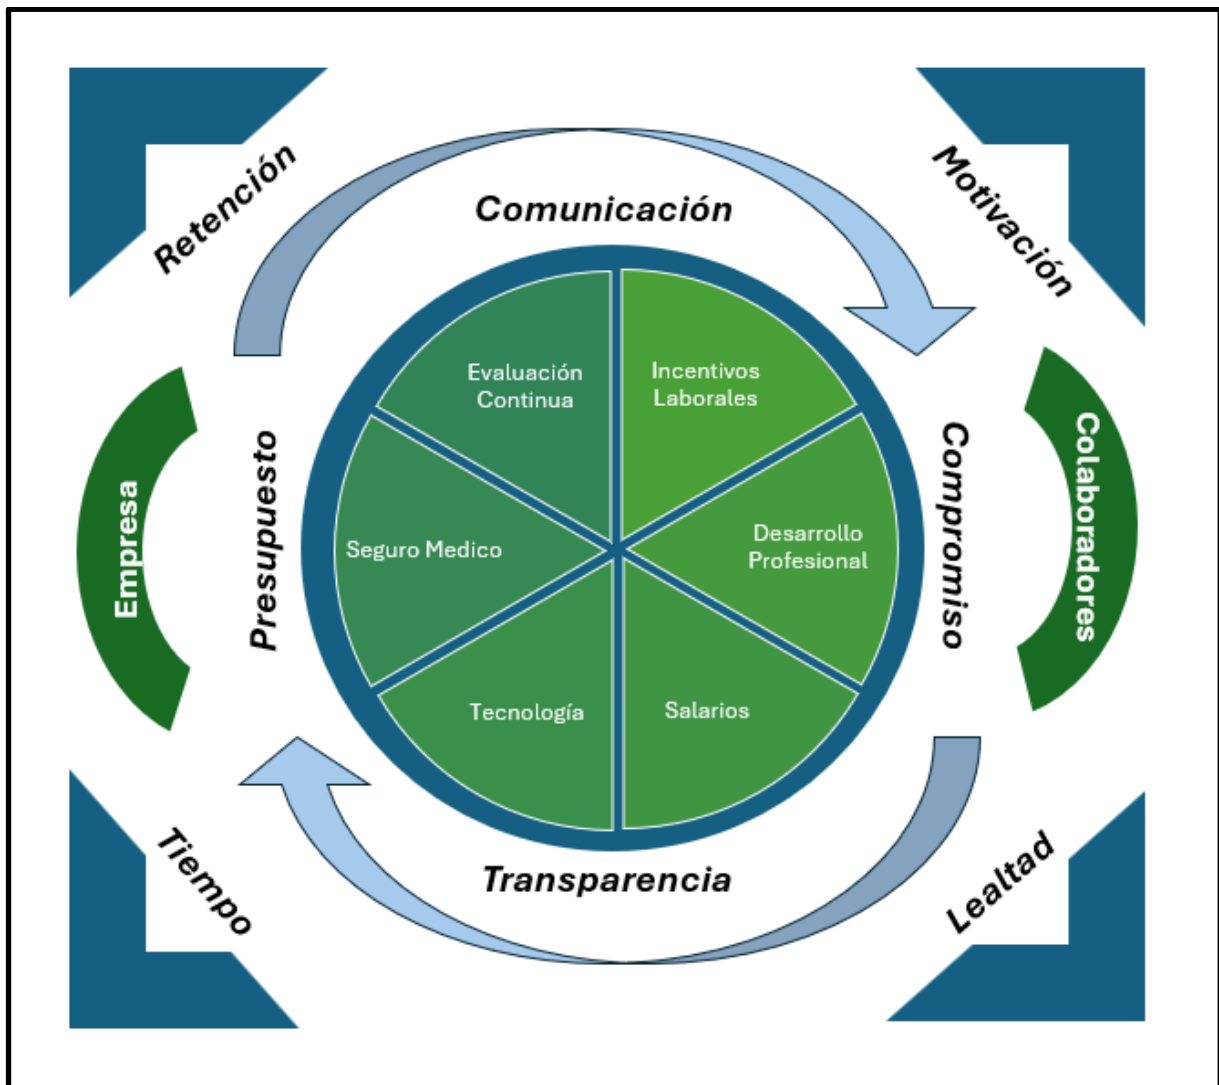 Retención
Motivación
Comunicación
Evaluación
Continua
Incentivos
Laborales
Empresa
Presupuesto
Seguro Medico
Desarrollo
Profesional
Compromiso
Colaboradores
Tecnología
Salarios
Tiempo
Transparencia
Lealtad